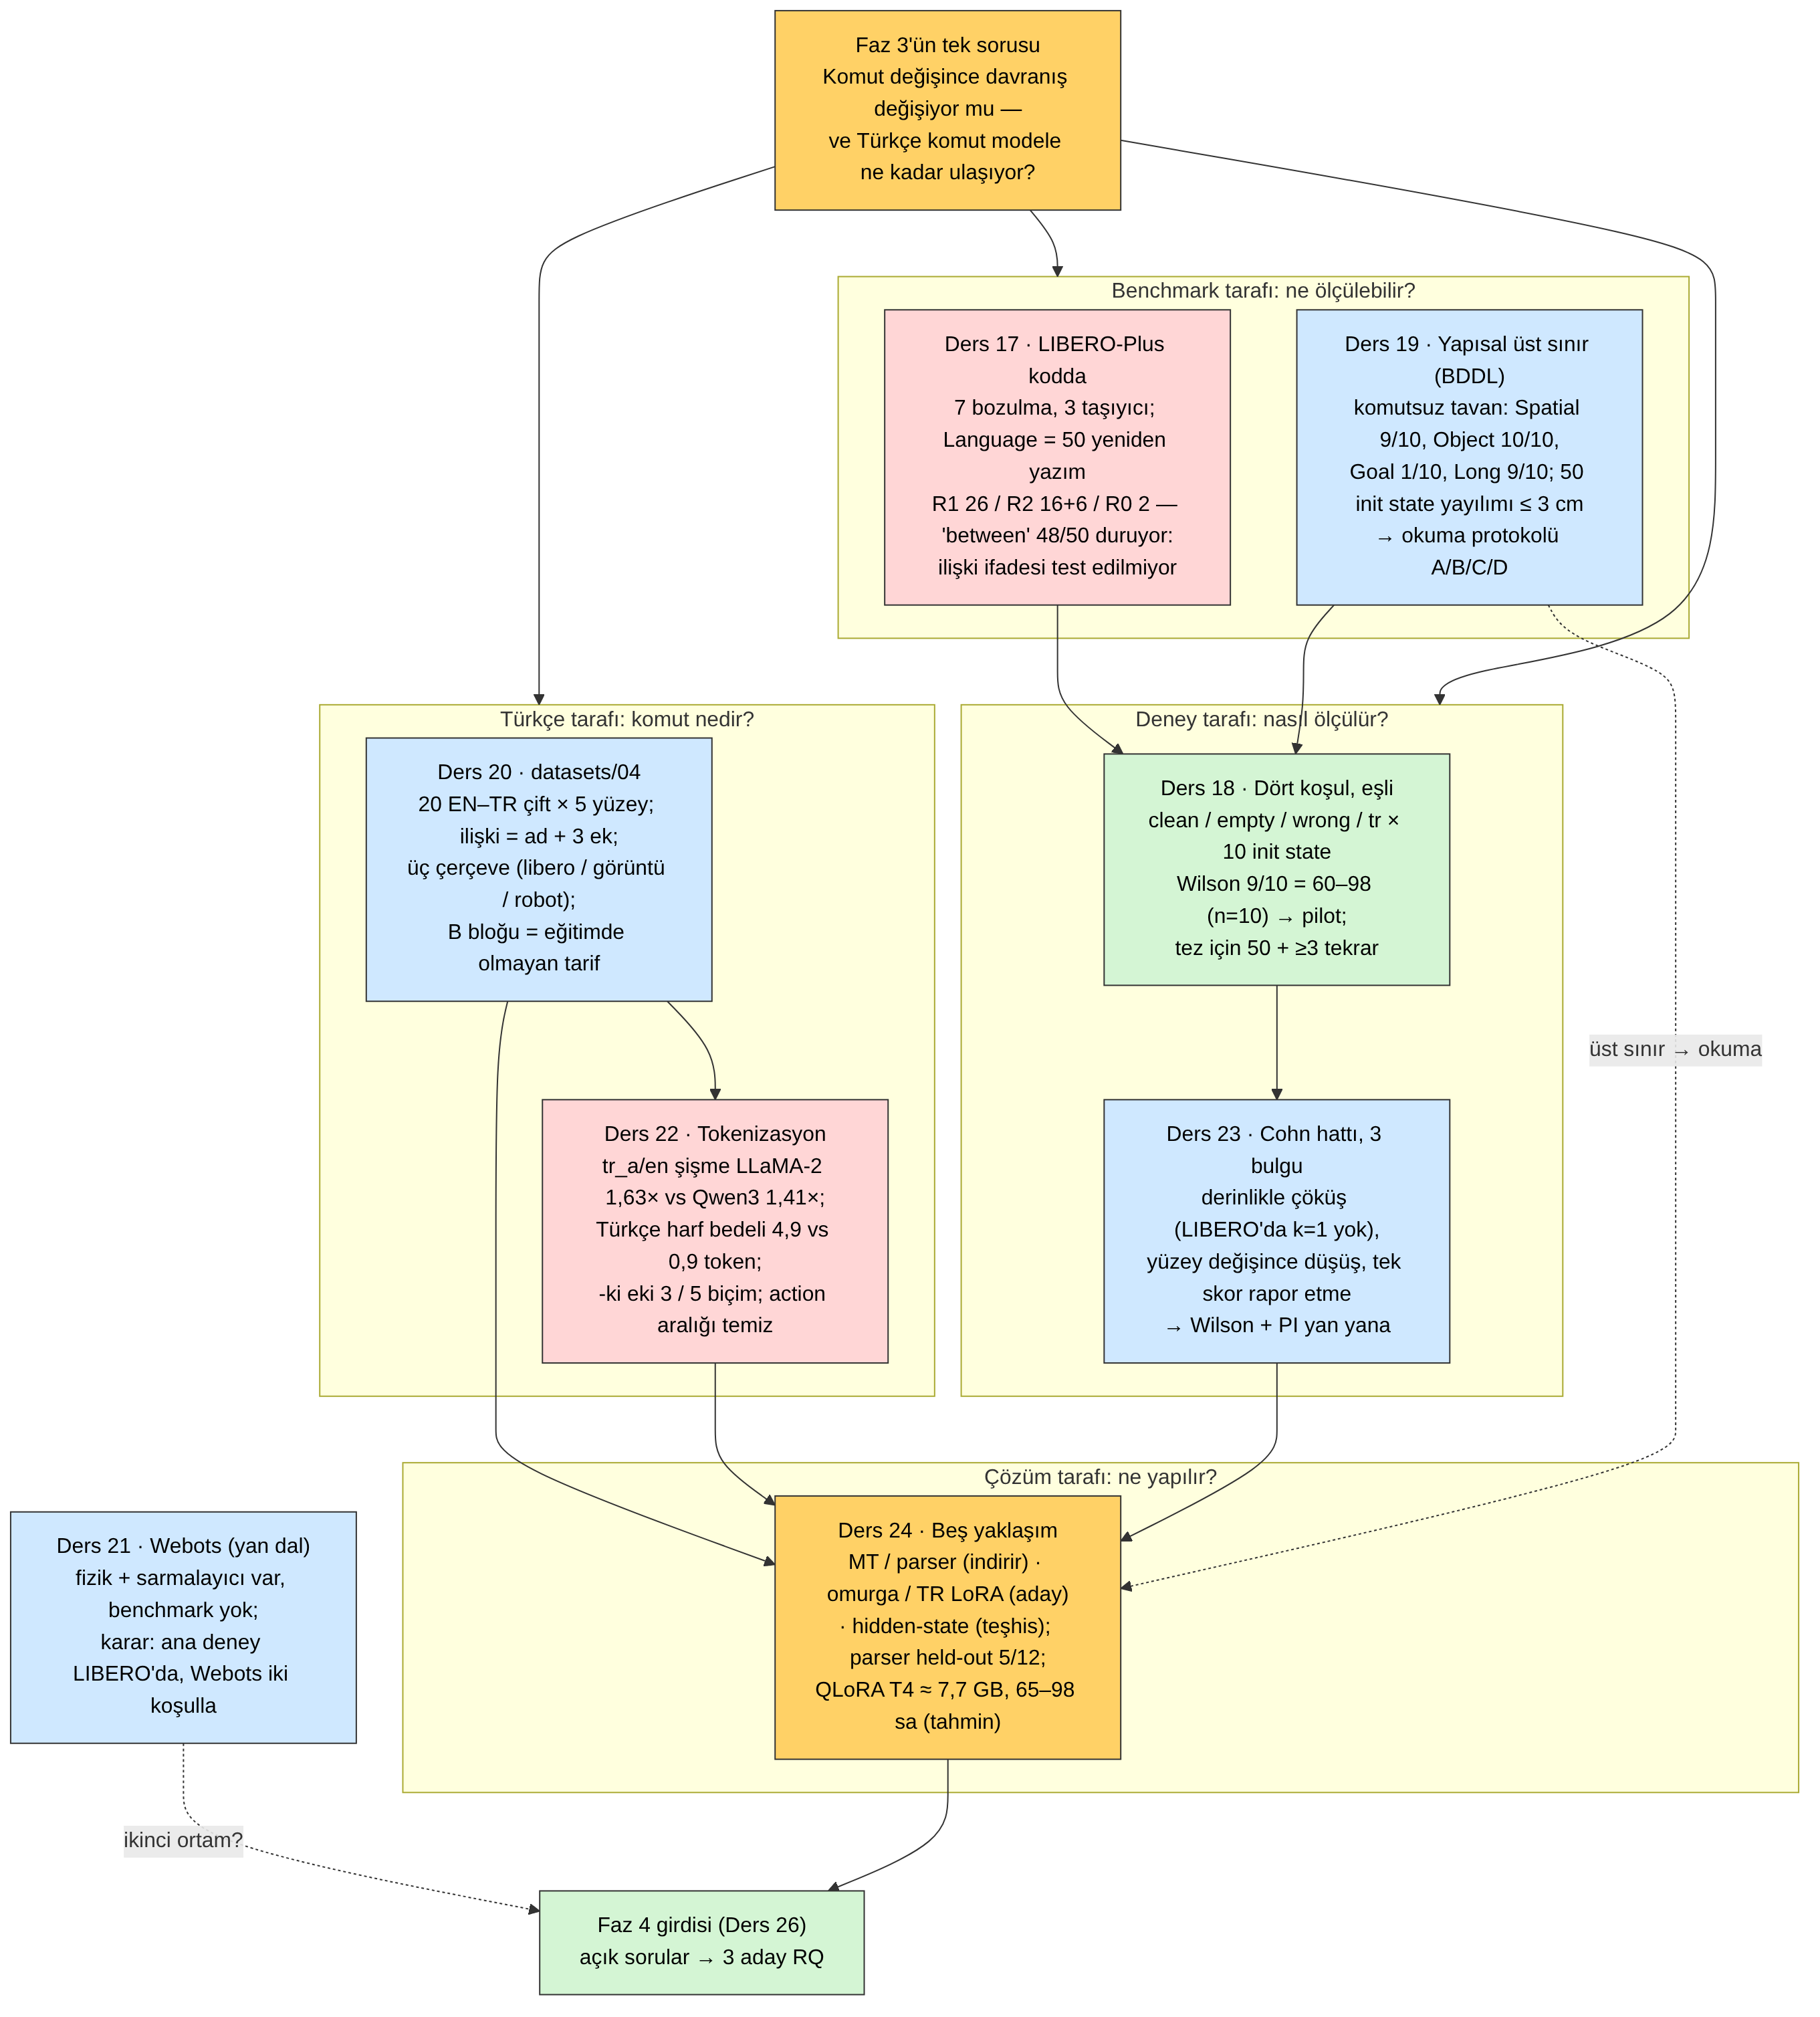 Faz 3'ün tek sorusu
Komut değişince davranış
değişiyor mu —
ve Türkçe komut modele
ne kadar ulaşıyor?
Benchmark tarafı: ne ölçülebilir?
Ders 17 · LIBERO-Plus
kodda
7 bozulma, 3 taşıyıcı;
Language = 50 yeniden
yazım
R1 26 / R2 16+6 / R0 2 —
'between' 48/50 duruyor:
ilişki ifadesi test edilmiyor
Ders 19 · Yapısal üst sınır
(BDDL)
komutsuz tavan: Spatial
9/10, Object 10/10,
Goal 1/10, Long 9/10; 50
init state yayılımı ≤ 3 cm
→ okuma protokolü
A/B/C/D
Türkçe tarafı: komut nedir?
Ders 20 · datasets/04
20 EN–TR çift × 5 yüzey;
ilişki = ad + 3 ek;
üç çerçeve (libero / görüntü
/ robot);
B bloğu = eğitimde
olmayan tarif
Ders 22 · Tokenizasyon
tr_a/en şişme LLaMA-2
1,63× vs Qwen3 1,41×;
Türkçe harf bedeli 4,9 vs
0,9 token;
-ki eki 3 / 5 biçim; action
aralığı temiz
Deney tarafı: nasıl ölçülür?
Ders 18 · Dört koşul, eşli
clean / empty / wrong / tr ×
10 init state
Wilson 9/10 = 60–98
(n=10) → pilot;
tez için 50 + ≥3 tekrar
Ders 23 · Cohn hattı, 3
bulgu
derinlikle çöküş
(LIBERO'da k=1 yok),
yüzey değişince düşüş, tek
skor rapor etme
→ Wilson + PI yan yana
üst sınır → okuma
Çözüm tarafı: ne yapılır?
Ders 24 · Beş yaklaşım
MT / parser (indirir) ·
omurga / TR LoRA (aday)
· hidden-state (teşhis);
parser held-out 5/12;
QLoRA T4 ≈ 7,7 GB, 65–98
sa (tahmin)
Ders 21 · Webots (yan dal)
fizik + sarmalayıcı var,
benchmark yok;
karar: ana deney
LIBERO'da, Webots iki
koşulla
ikinci ortam?
Faz 4 girdisi (Ders 26)
açık sorular → 3 aday RQ